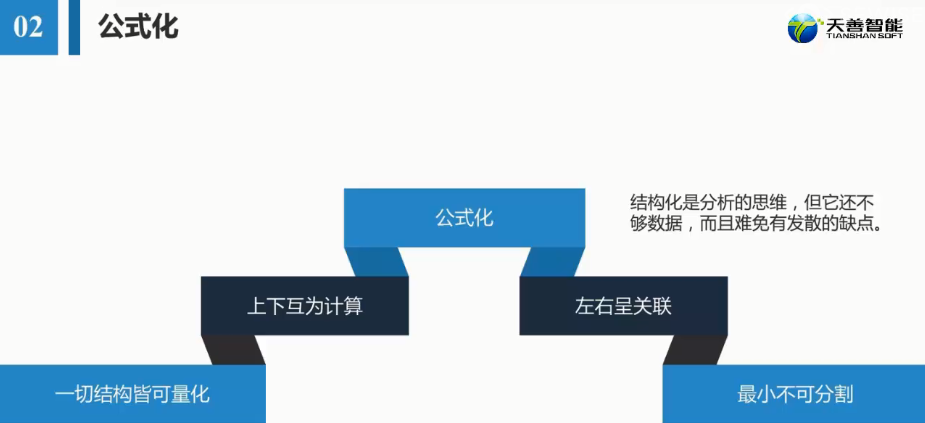 02
公式化
天善智能
TIANSHAN SOFT
公式化
结构化是分析的思维，但它还不
够数据，而且难免有发散的缺点。
上下互为计算
左右呈关联
一切结构皆可量化
最小不可分割